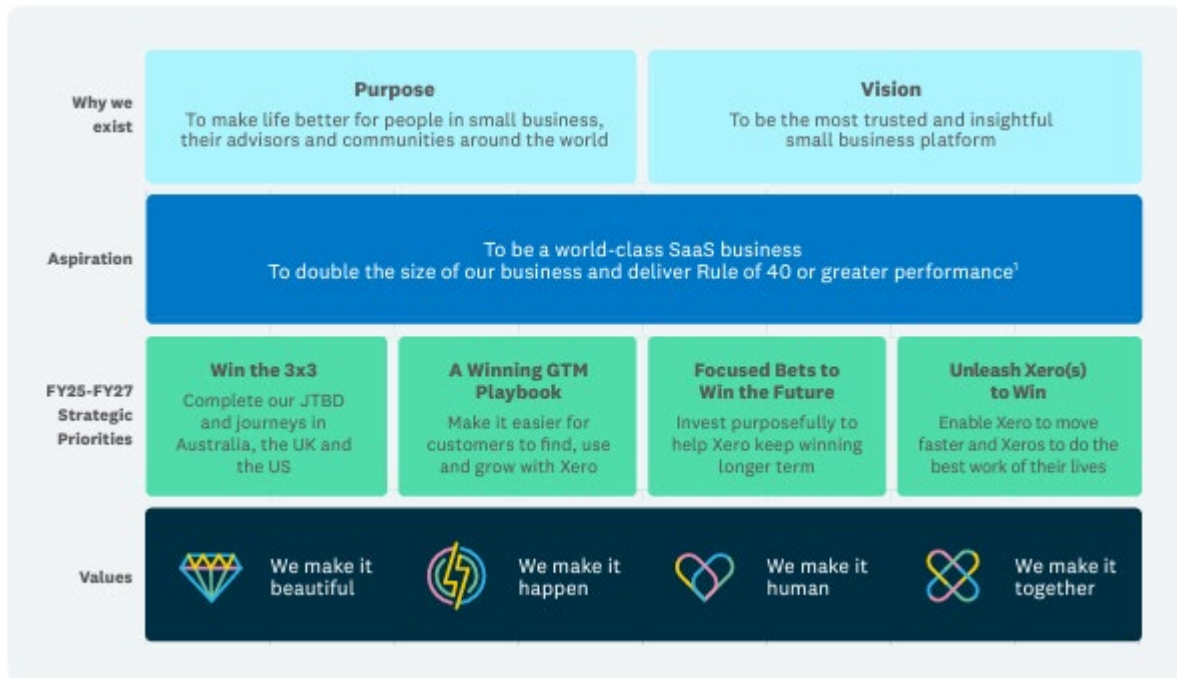 Why we
exist
Purpose
To make life better for people in small business,
their advisors and communities around the world
Vision
To be the most trusted and insightful
small business platform
Aspiration
To be a world-class SaaS business
To double the size of our business and deliver Rule of 40 or greater performance¹
FY25-FY27
Strategic
Priorities
Win the 3x3
Complete our JTBD
and journeys in
Australia, the UK and
the US
A Winning GTM
Playbook
Make it easier for
customers to find, use
and grow with Xero
Focused Bets to
Win the Future
Invest purposefully to
help Xero keep winning
longer term
Unleash Xero(s)
to Win
Enable Xero to move
faster and Xeros to do the
best work of their lives
Values
We make it
beautiful
We make it
happen
We make it
human
We make it
together